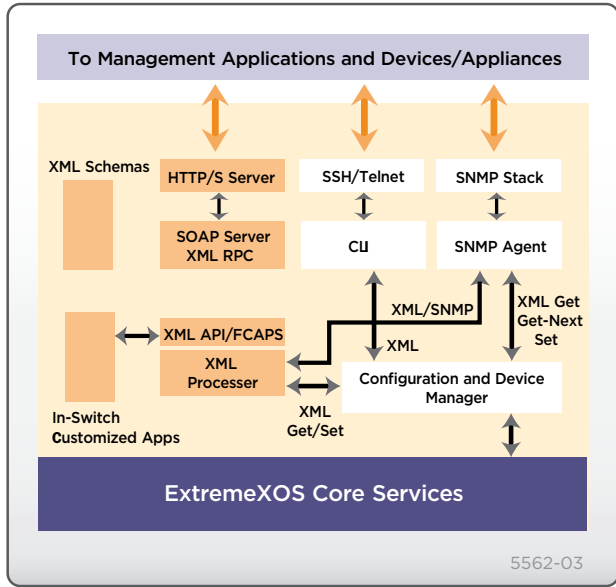 To Management Applications and Devices/Appliances
XML Schemas
HTTP/S Server
SSH/Telnet
SNMP Stack
SOAP Server
XML RPC
CLI
SNMP Agent
XML/SNMP
XML Get
Get-Next
Set
XML
XML API/FCAPS
XML
Processer
Configuration and Device
Manager
XML
Get/Set
In-Switch
Customized Apps
ExtremeXOS Core Services
5562-03